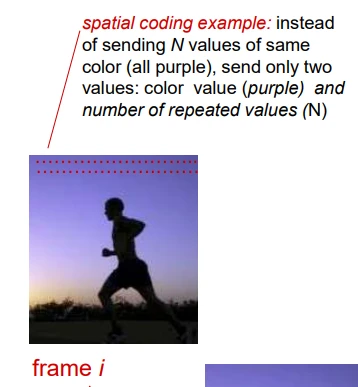 spatial coding example: instead
of sending N values of same
color (all purple), send only two
values: color value (purple) and
number of repeated values (N)
frame i